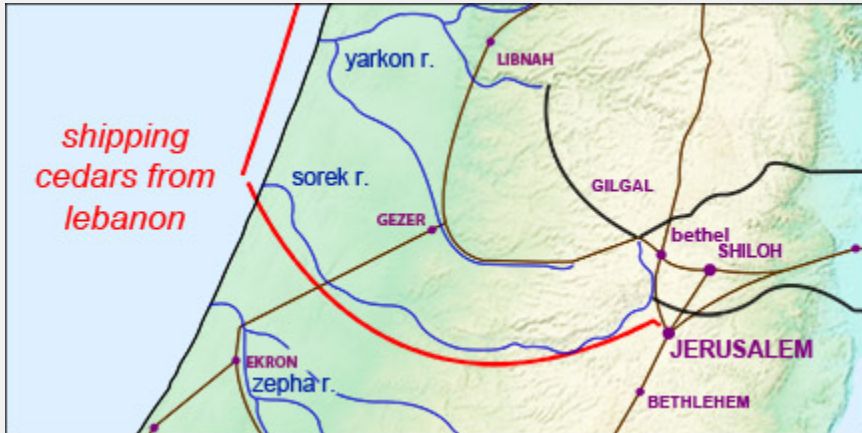 yarkon r.
LIBNAH
shipping
cedars from
lebanon
sorek r.
GILGAL
GEZER
bethel
SHILOH
JERUSALEM
EKRON
zepha r.
BETHLEHEM